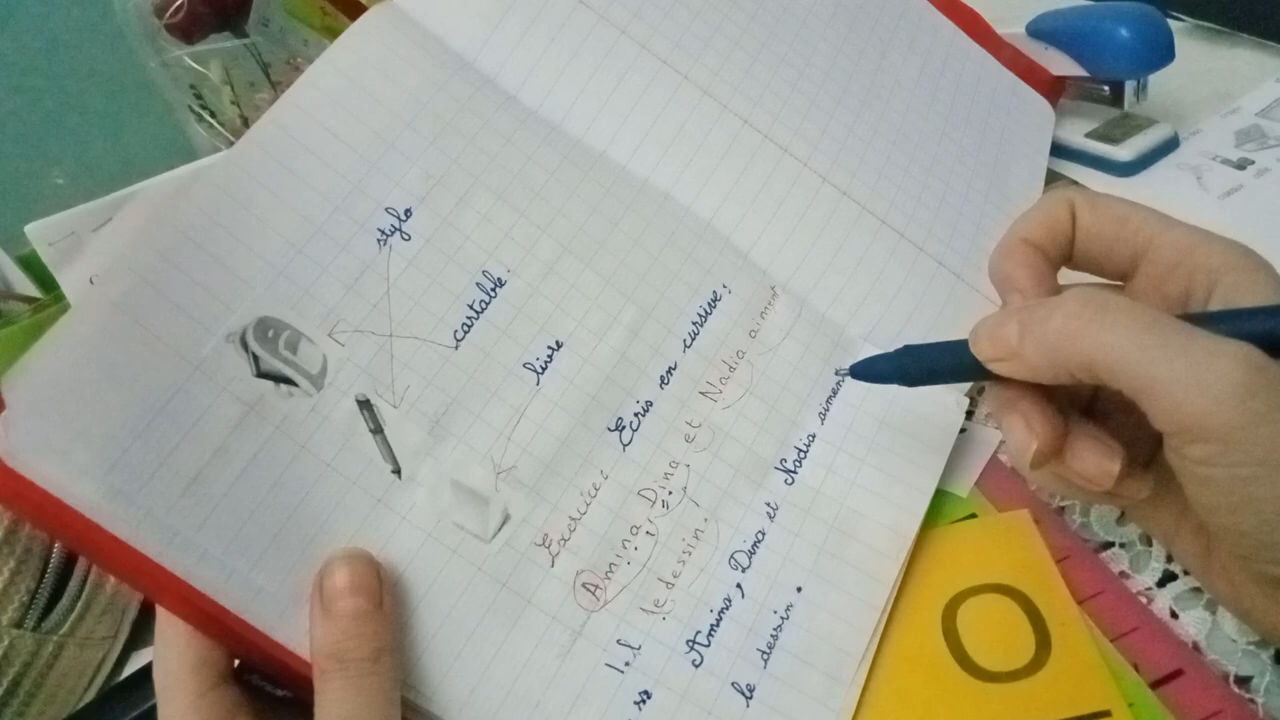 stylo
cartable.
livre
Exercice: Ecris en cursive:
Amina, Dina et Nadia aiment
le dessin.
Amina, Dina et Nadia aiment
le dessin.
O